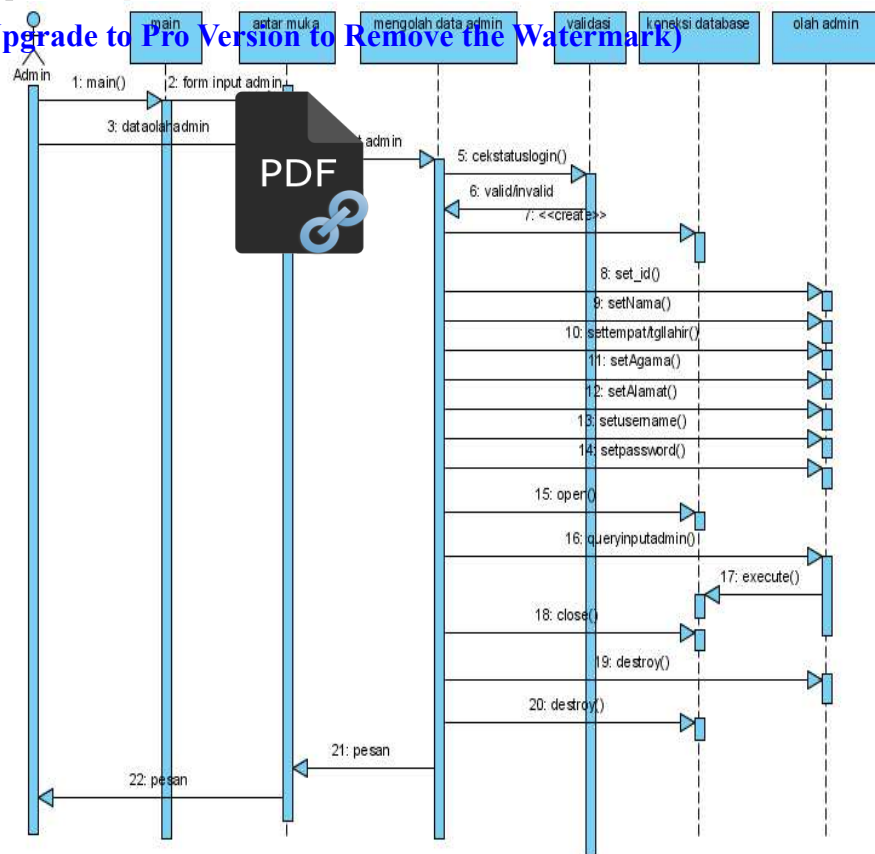 Upgrade to Pro Version to Remove the Watermark)
main
antar muka
mengolah data admin
validasi
koneksi database
olah admin
Admin
1: main()
2: form input admin
3: dataolahadmin
admin
PDF
5: cekstatuslogin()
6: valid/invalid
7: <<create>>
8: set_id()
9: setNama()
10: settempat/tgllahir()
11: setAgama()
12: setAlamat()
13: setusername()
14: setpassword()
15: open()
16: queryinputadmin()
17: execute()
18: close()
19: destroy()
20: destroy()
21: pesan
22: pesan